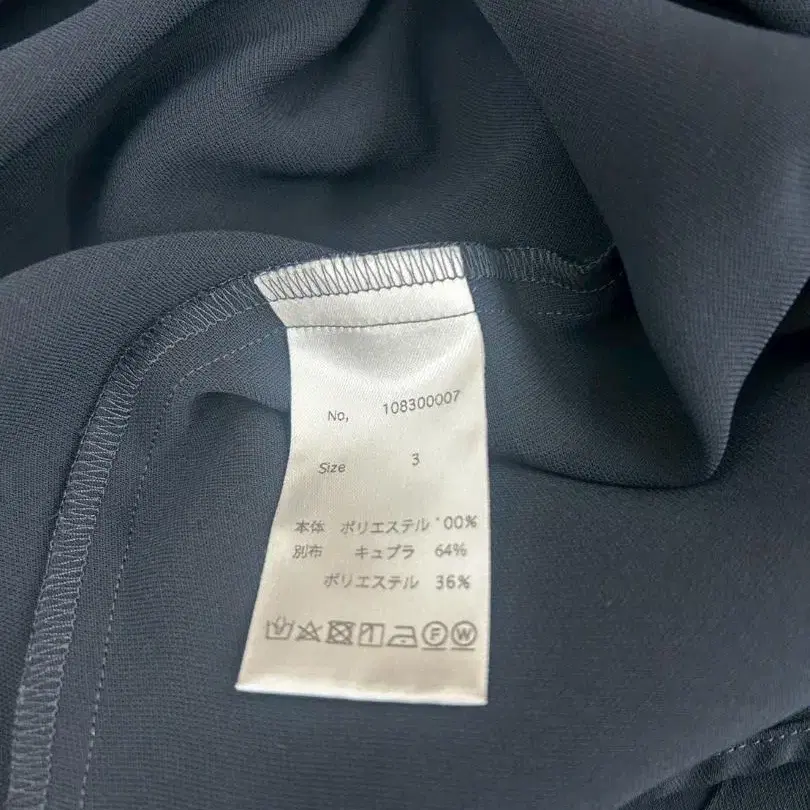 No, 108300007
Size 3
本体 ポリエステル 100%
別布 キュプラ 64%
ポリエステル 36%
F W